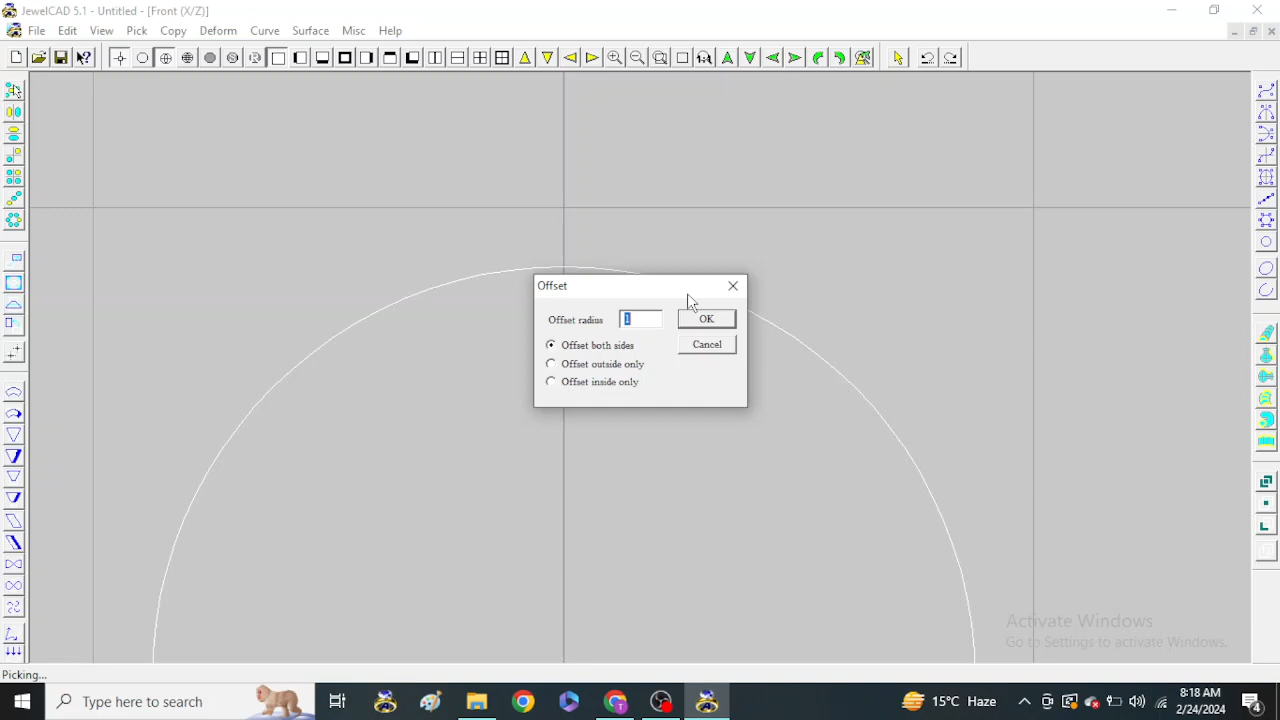 JewelCAD 5.1 - Untitled - [Front (X/Z)]
File Edit View Pick Copy Deform Curve Surface Misc Help
Offset
Offset radius 1 OK
Offset both sides Cancel
Offset outside only
Offset inside only
Activate Windows
Go to Settings to activate Windows.
Picking...
Type here to search
15°C Haze
8:18 AM
2/24/2024
4